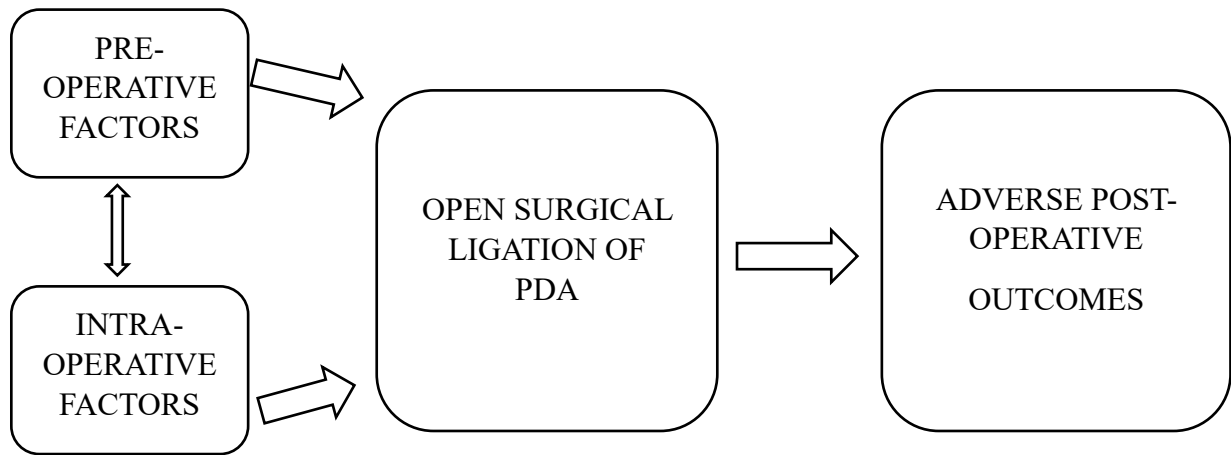 PRE-
OPERATIVE
FACTORS
INTRA-
OPERATIVE
FACTORS
OPEN SURGICAL
LIGATION OF
PDA
ADVERSE POST-
OPERATIVE
OUTCOMES